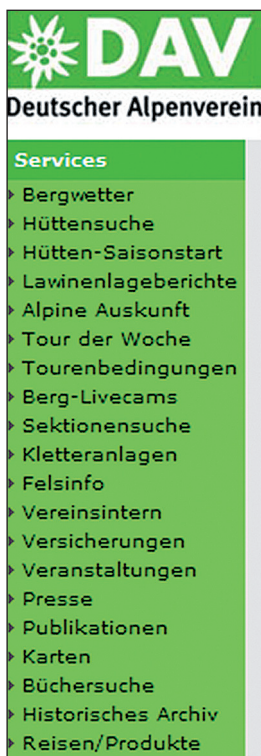 DAV
Deutscher Alpenverein
Services
Bergwetter
Hüttensuche
Hütten-Saisonstart
Lawinenlageberichte
Alpine Auskunft
Tour der Woche
Tourenbedingungen
Berg-Livecams
Sektionensuche
Kletteranlagen
Felsinfo
Vereinsintern
Versicherungen
Veranstaltungen
Presse
Publikationen
Karten
Büchersuche
Historisches Archiv
Reisen/Produkte